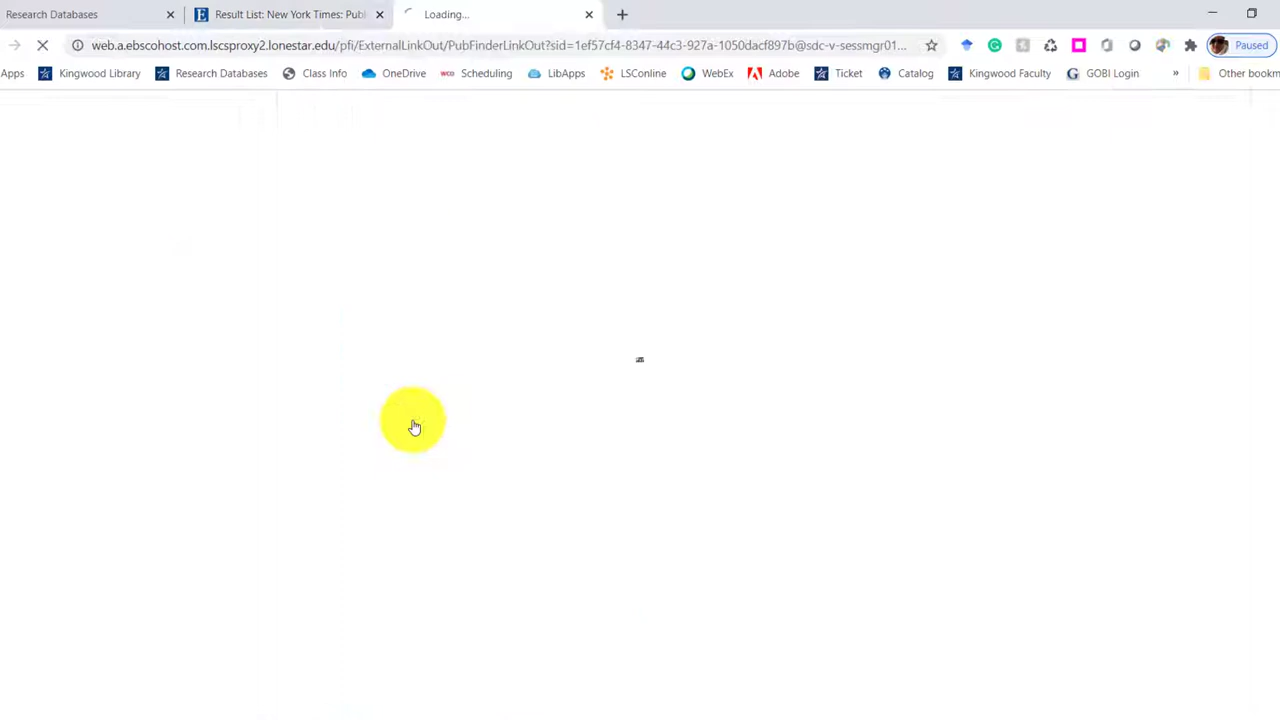 Research Databases
Result List: New York Times: Publ
Loading...
web.a.ebscohost.com.lscsproxy2.lonestar.edu/pfi/ExternalLinkOut/PubFinderLinkOut?sid=1ef57cf4-8347-44c3-927a-1050dacf897b@sdc-v-sessmgr01...
Paused
Apps Kingwood Library Research Databases Class Info OneDrive WCO Scheduling LibApps LSConline WebEx Adobe Ticket Catalog Kingwood Faculty GOBI Login » Other bookm